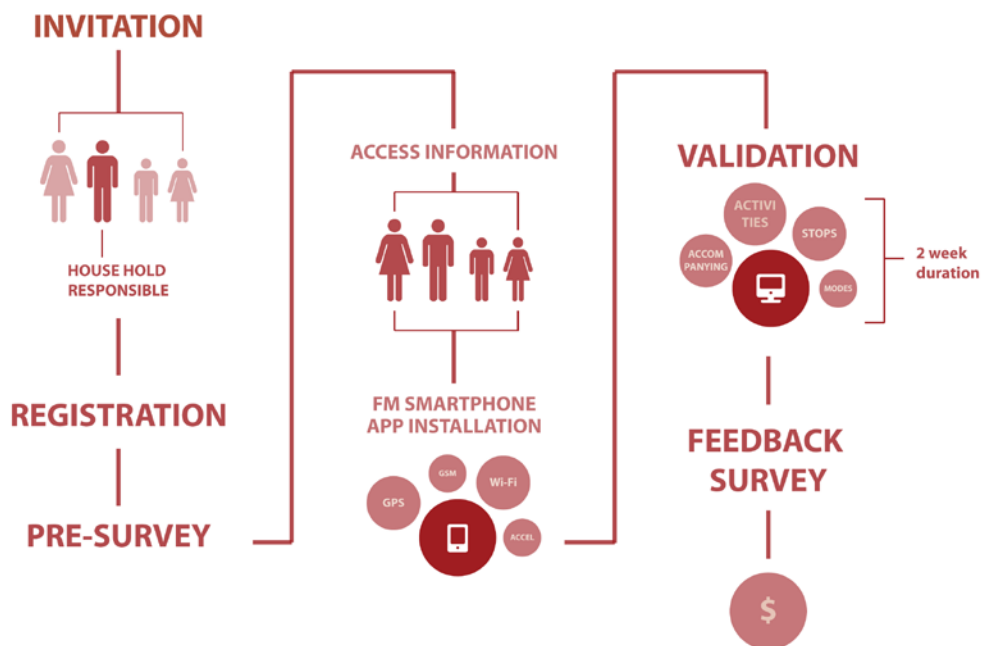 INVITATION
HOUSE HOLD
RESPONSIBLE
REGISTRATION
PRE-SURVEY
ACCESS INFORMATION
FM SMARTPHONE
APP INSTALLATION
GPS
GSM
Wi-Fi
ACCEL
VALIDATION
ACTIVI
TIES
STOPS
ACCOM
PANYING
MODES
2 week
duration
FEEDBACK
SURVEY
$